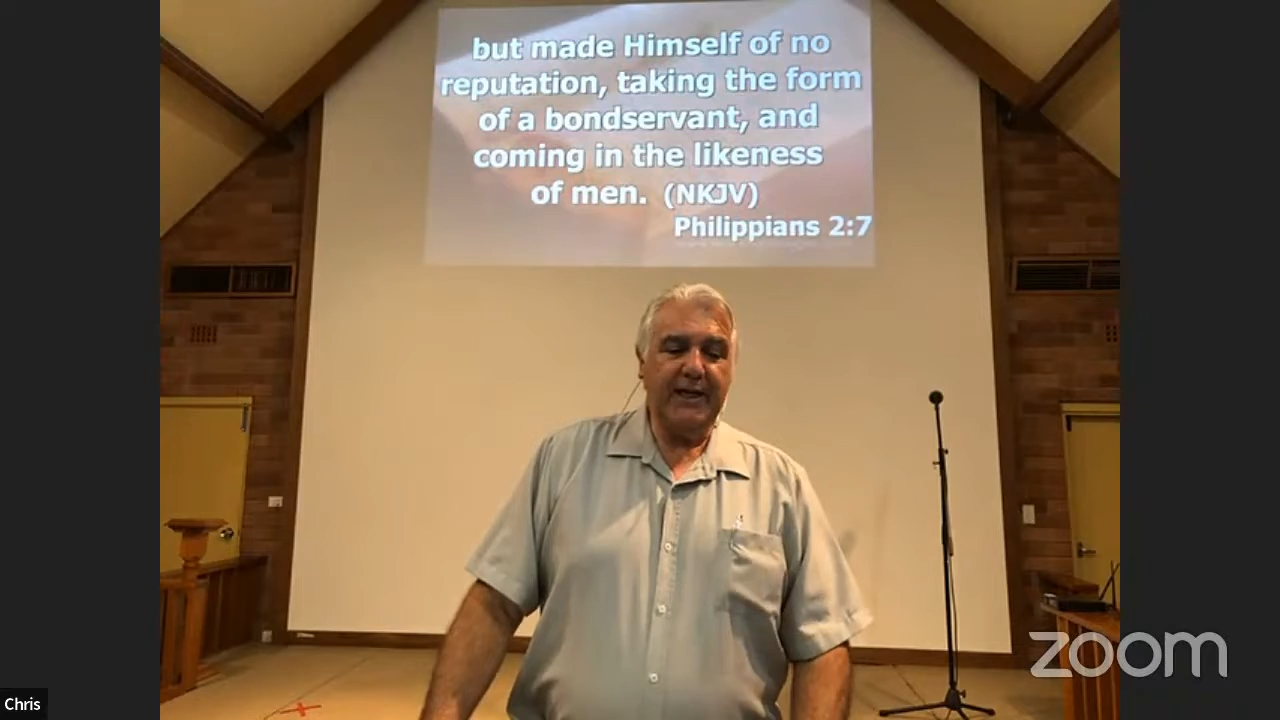 but made Himself of no
reputation, taking the form
of a bondservant, and
coming in the likeness
of men. (NKJV)
Philippians 2:7
zoom
Chris